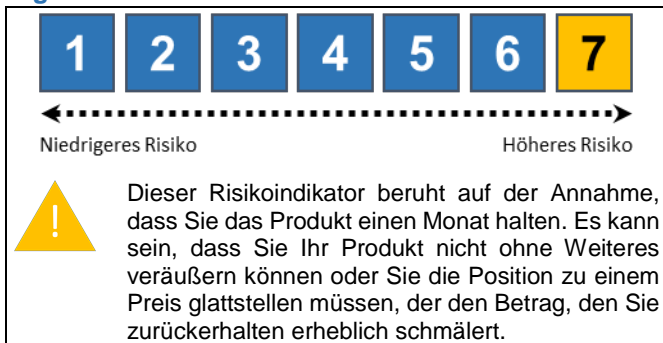 1 2 3 4 5 6 7
Niedrigeres Risiko Höheres Risiko
!
Dieser Risikoindikator beruht auf der Annahme,
dass Sie das Produkt einen Monat halten. Es kann
sein, dass Sie Ihr Produkt nicht ohne Weiteres
veräußern können oder Sie die Position zu einem
Preis glattstellen müssen, der den Betrag, den Sie
zurückerhalten erheblich schmälert.